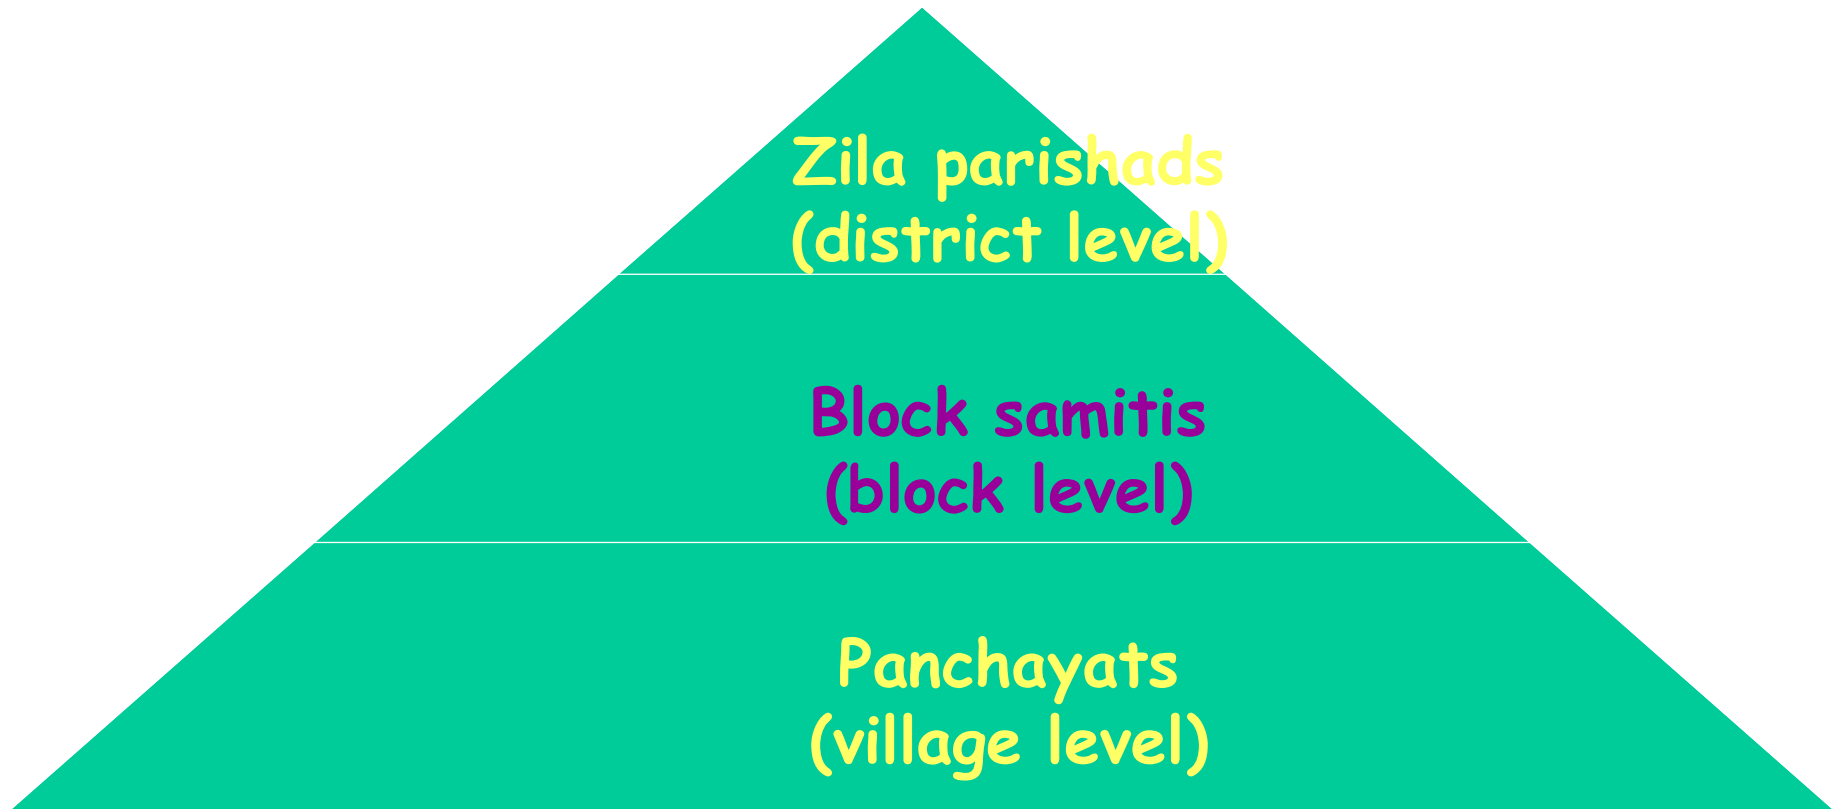 Zila parishads
(district level)
Block samitis
(block level)
Panchayats
(village level)